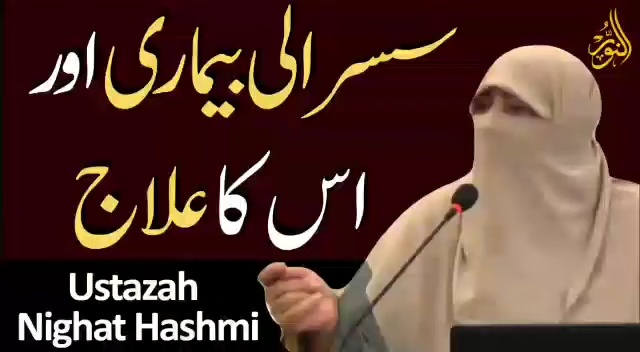 سسرالی بیماری اور
اس کا علاج
النور
Ustazah
Nighat Hashmi